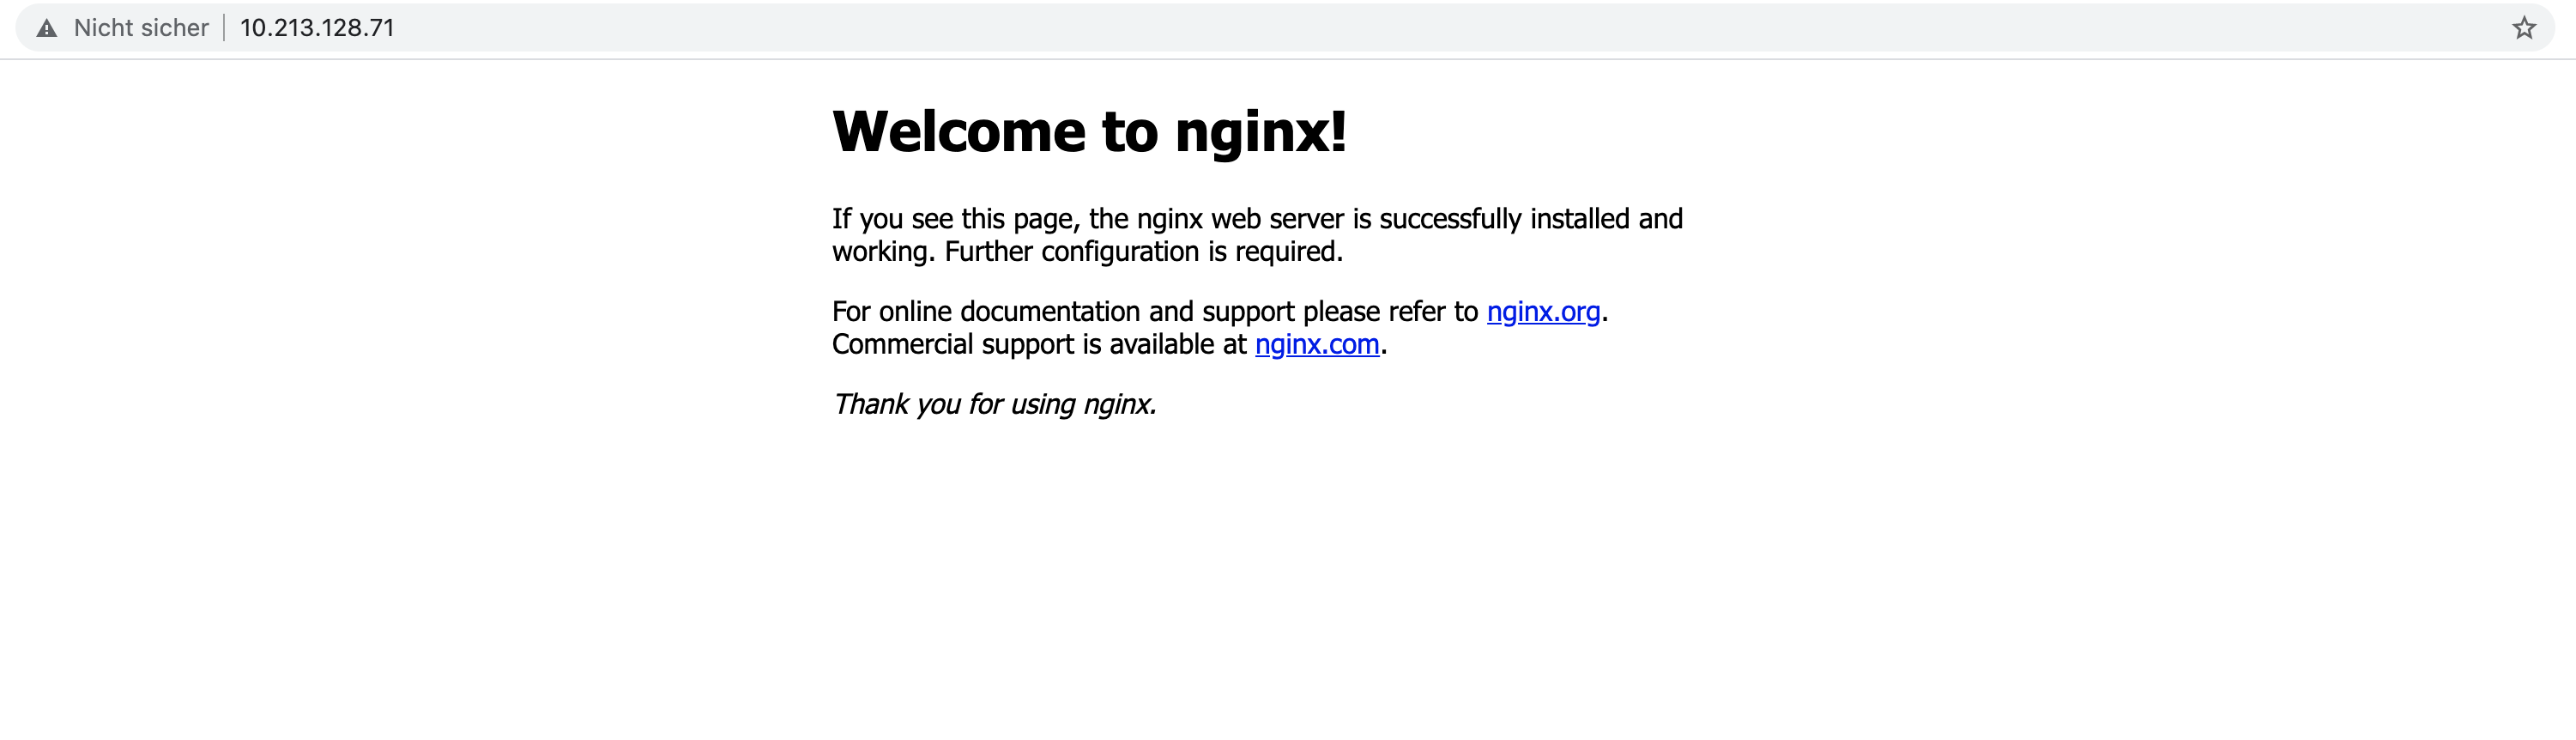 Nicht sicher 10.213.128.71
Welcome to nginx!
If you see this page, the nginx web server is successfully installed and
working. Further configuration is required.
For online documentation and support please refer to nginx.org.
Commercial support is available at nginx.com.
Thank you for using nginx.